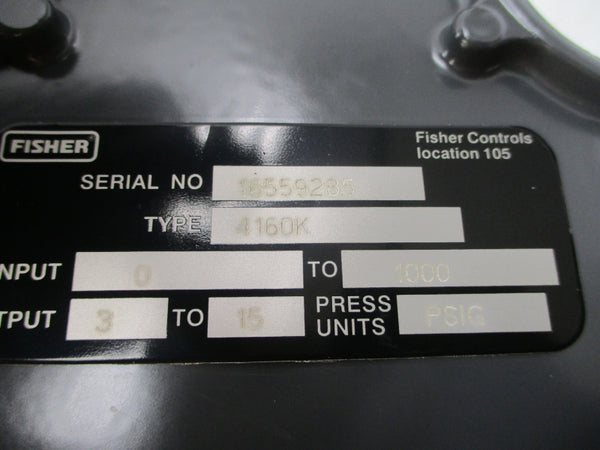 FISHER
Fisher Controls
location 105
SERIAL NO 16559285
TYPE 4160K
NPUT 0 TO 1000
TPUT 3 TO 15 PRESS UNITS PSIG